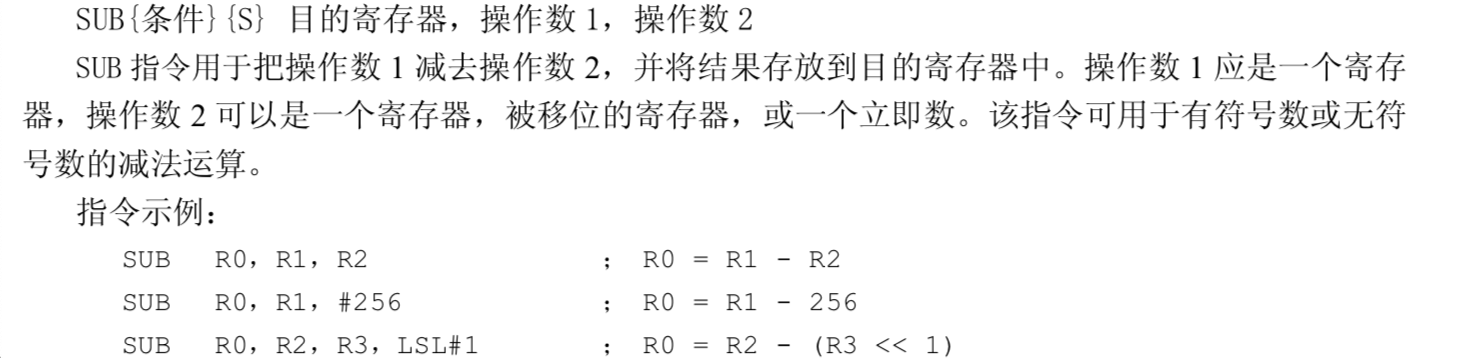 SUB{条件}{S} 目的寄存器，操作数 1，操作数 2
SUB 指令用于把操作数 1 减去操作数 2，并将结果存放到目的寄存器中。操作数 1 应是一个寄存
器，操作数 2 可以是一个寄存器，被移位的寄存器，或一个立即数。该指令可用于有符号数或无符
号数的减法运算。
指令示例：
SUB R0，R1，R2 ; R0 = R1 - R2
SUB R0，R1，#256 ; R0 = R1 - 256
SUB R0，R2，R3，LSL#1 ; R0 = R2 - (R3 << 1)